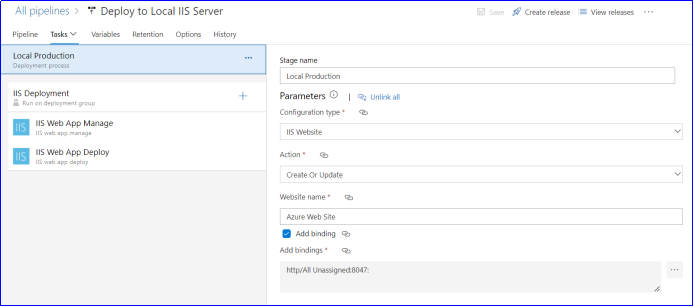 All pipelines > Deploy to Local IIS Server
Save Create release View releases ...
Pipeline Tasks Variables Retention Options History
Local Production
Deployment process
...
IIS Deployment
Run on deployment group
+
IIS
IIS Web App Manage
IIS web app manage
IIS
IIS Web App Deploy
IIS web app deploy
Stage name
Local Production
Parameters | Unlink all
Configuration type *
IIS Website
Action *
Create Or Update
Website name *
Azure Web Site
Add binding
Add bindings *
http/All Unassigned:8047:
...